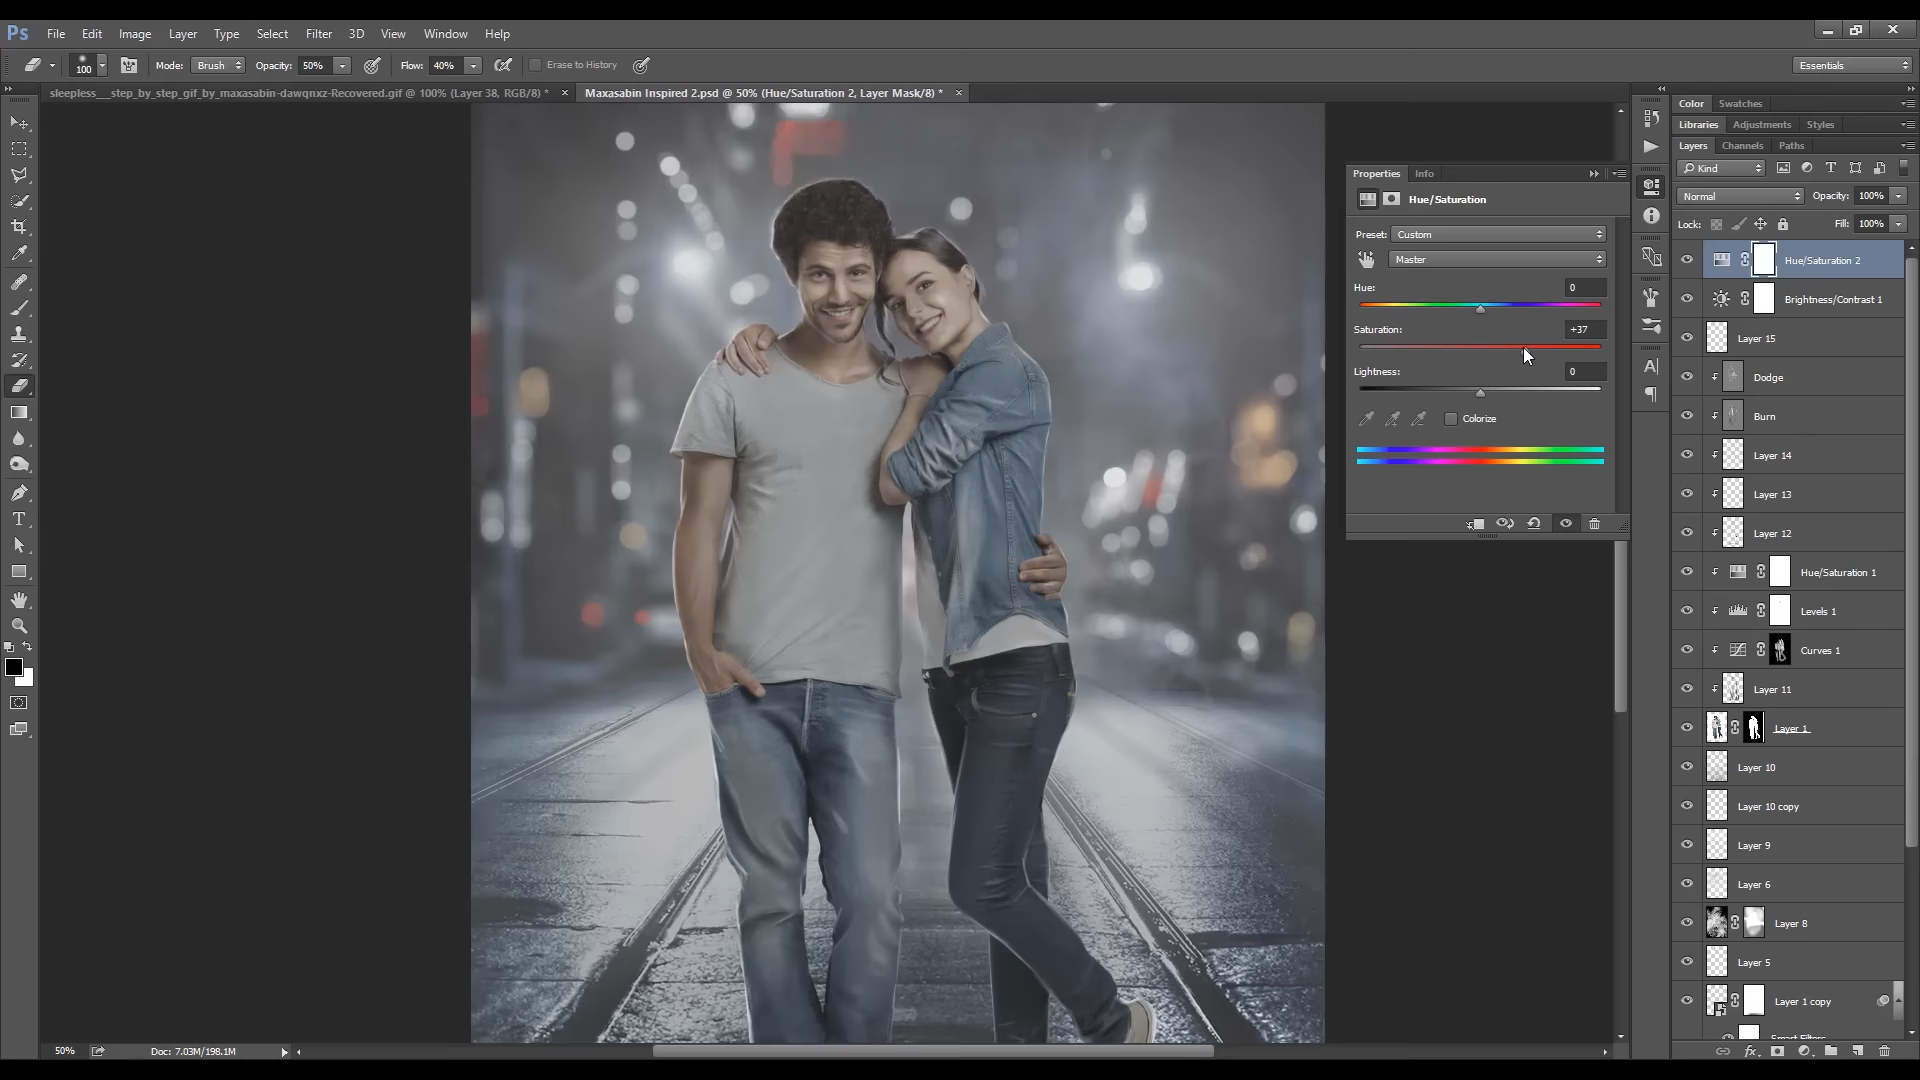 Ps File Edit Image Layer Type Select Filter 3D View Window Help
100 Mode: Brush Opacity: 50% Flow: 40% Erase to History Essentials
sleepless___step_by_step_gif_by_maxasabin-dawqnxz-Recovered.gif @ 100% (Layer 38, RGB/8) * × Maxasabin Inspired 2.psd @ 50% (Hue/Saturation 2, Layer Mask/8) * ×
Color Swatches
Libraries Adjustments Styles
Layers Channels Paths
Kind
Normal Opacity: 100%
Lock: Fill: 100%
Properties Info
Hue/Saturation
Preset: Custom
Master
Hue: 0
Saturation: +37
Lightness: 0
Colorize
Hue/Saturation 2
Brightness/Contrast 1
Layer 15
Dodge
Burn
Layer 14
Layer 13
Layer 12
Hue/Saturation 1
Levels 1
Curves 1
Layer 11
Layer 1
Layer 10
Layer 10 copy
Layer 9
Layer 6
Layer 8
Layer 5
Layer 1 copy
Smart Filters
50% Doc: 7.03M/198.1M